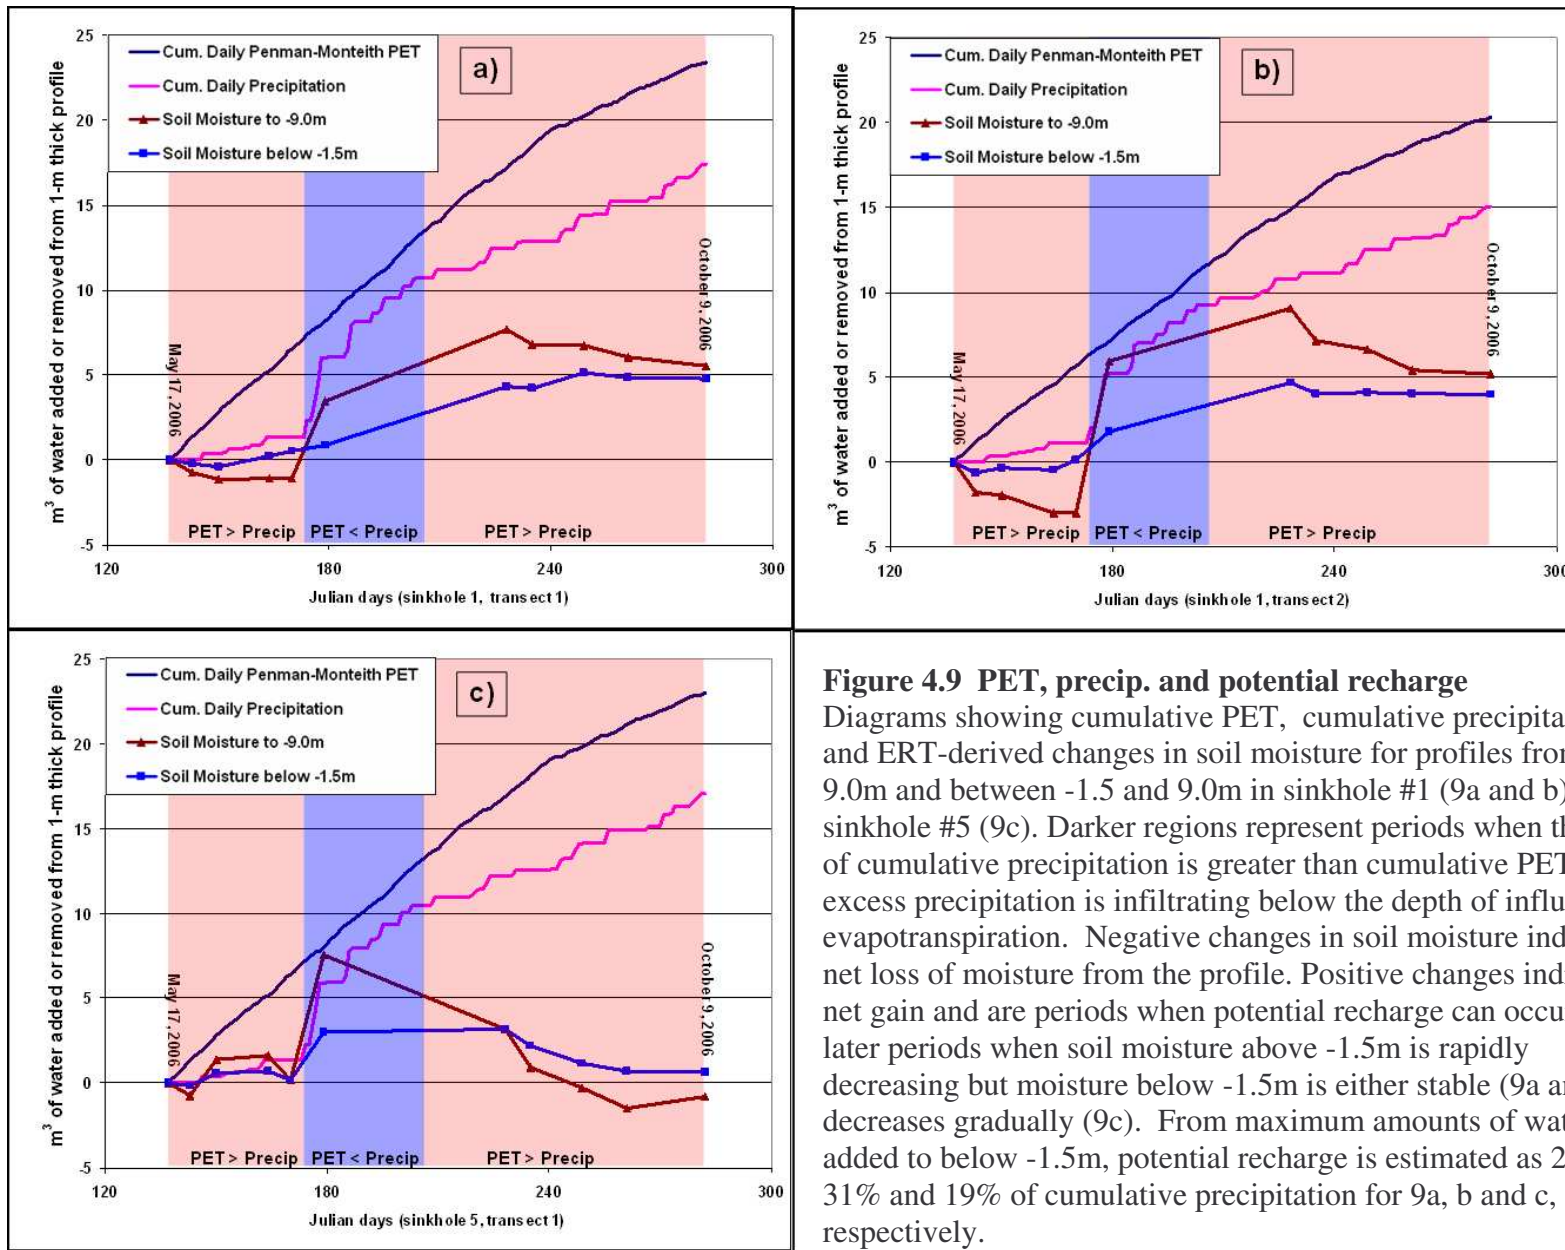 25
20
15
10
5
0
-5
m³ of water added or removed from 1-m thick profile
Cum. Daily Penman-Monteith PET
Cum. Daily Precipitation
Soil Moisture to -9.0m
Soil Moisture below -1.5m
a)
May 17, 2006
October 9, 2006
PET > Precip
PET < Precip
PET > Precip
120
180
240
300
Julian days (sinkhole 1, transect 1)
25
20
15
10
5
0
-5
m³ of water added or removed from 1-m thick profile
Cum. Daily Penman-Monteith PET
Cum. Daily Precipitation
Soil Moisture to -9.0m
Soil Moisture below -1.5m
b)
May 17, 2006
October 9, 2006
PET > Precip
PET < Precip
PET > Precip
120
180
240
300
Julian days (sinkhole 1, transect 2)
25
20
15
10
5
0
-5
m³ of water added or removed from 1-m thick profile
Cum. Daily Penman-Monteith PET
Cum. Daily Precipitation
Soil Moisture to -9.0m
Soil Moisture below -1.5m
c)
May 17, 2006
October 9, 2006
PET > Precip
PET < Precip
PET > Precip
120
180
240
300
Julian days (sinkhole 5, transect 1)
Figure 4.9 PET, precip. and potential recharge
Diagrams showing cumulative PET, cumulative precipita
and ERT-derived changes in soil moisture for profiles fro
9.0m and between -1.5 and 9.0m in sinkhole #1 (9a and b)
sinkhole #5 (9c). Darker regions represent periods when th
of cumulative precipitation is greater than cumulative PET
excess precipitation is infiltrating below the depth of influ
evapotranspiration. Negative changes in soil moisture ind
net loss of moisture from the profile. Positive changes ind
net gain and are periods when potential recharge can occu
later periods when soil moisture above -1.5m is rapidly
decreasing but moisture below -1.5m is either stable (9a a
decreases gradually (9c). From maximum amounts of wat
added to below -1.5m, potential recharge is estimated as 2
31% and 19% of cumulative precipitation for 9a, b and c,
respectively.